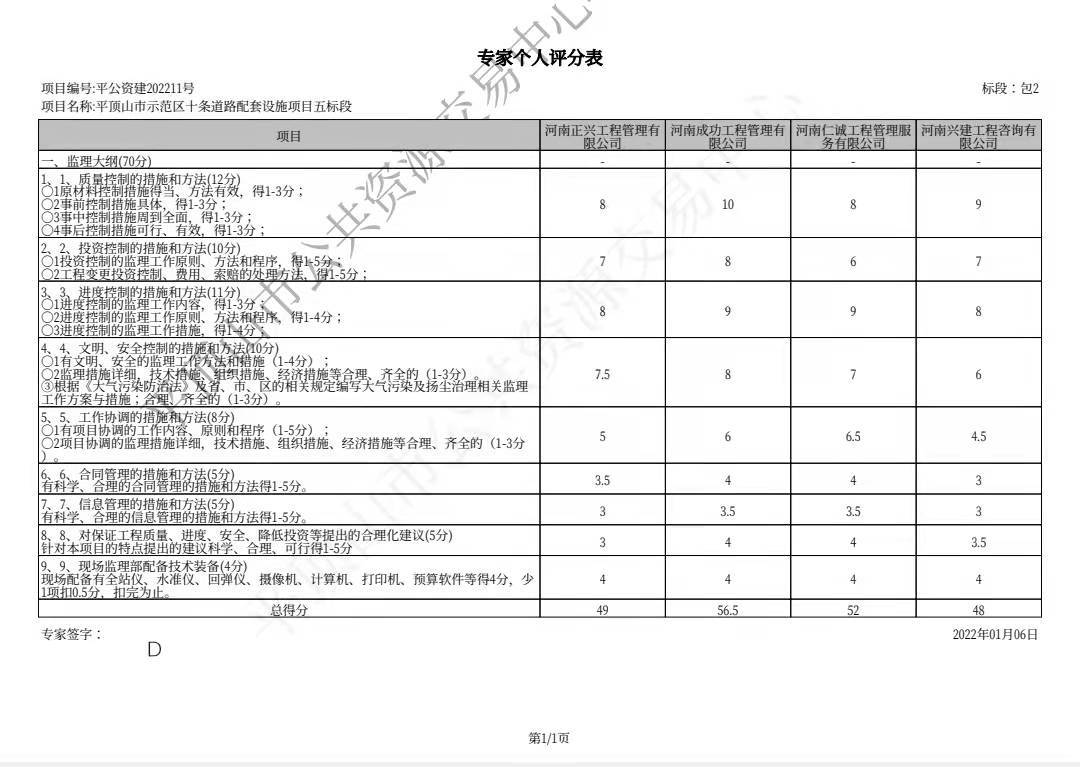 专家个人评分表
项目编号:平公资建202211号
标段：包2
项目名称:平顶山市示范区十条道路配套设施项目五标段
项目 河南正兴工程管理有限公司 河南成功工程管理有限公司 河南仁诚工程管理服务有限公司 河南兴建工程咨询有限公司
一、监理大纲(70分) - - - -
1、1、质量控制的措施和方法(12分)
○1原材料控制措施得当、方法有效，得1-3分；
○2事前控制措施具体，得1-3分；
○3事中控制措施周到全面，得1-3分；
○4事后控制措施可行、有效，得1-3分；
8 10 8 9
2、2、投资控制的措施和方法(10分)
○1投资控制的监理工作原则、方法和程序，得1-5分；
○2工程变更投资控制、费用、索赔的处理方法，得1-5分；
7 8 6 7
3、3、进度控制的措施和方法(11分)
○1进度控制的监理工作内容，得1-3分；
○2进度控制的监理工作原则、方法和程序，得1-4分；
○3进度控制的监理工作措施，得1-4分；
8 9 9 8
4、4、文明、安全控制的措施和方法(10分)
○1有文明、安全的监理工作方法和措施（1-4分）；
○2监理措施详细，技术措施、组织措施、经济措施等合理、齐全的（1-3分）。
③根据《大气污染防治法》及省、市、区的相关规定编写大气污染及扬尘治理相关监理
工作方案与措施；合理、齐全的（1-3分）。
7.5 8 7 6
5、5、工作协调的措施和方法(8分)
○1有项目协调的工作内容、原则和程序（1-5分）；
○2项目协调的监理措施详细，技术措施、组织措施、经济措施等合理、齐全的（1-3分
）。
5 6 6.5 4.5
6、6、合同管理的措施和方法(5分)
有科学、合理的合同管理的措施和方法得1-5分。
3.5 4 4 3
7、7、信息管理的措施和方法(5分)
有科学、合理的信息管理的措施和方法得1-5分。
3 3.5 3.5 3
8、8、对保证工程质量、进度、安全、降低投资等提出的合理化建议(5分)
针对本项目的特点提出的建议科学、合理、可行得1-5分
3 4 4 3.5
9、9、现场监理部配备技术装备(4分)
现场配备有全站仪、水准仪、回弹仪、摄像机、计算机、打印机、预算软件等得4分，少
1项扣0.5分，扣完为止。
4 4 4 4
总得分 49 56.5 52 48
专家签字：
2022年01月06日
D
第1/1页
平顶山市公共资源交易中心
平顶山市公共资源交易中心